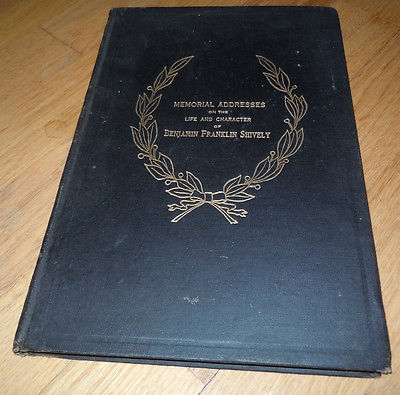 MEMORIAL ADDRESSES
ON THE
LIFE AND CHARACTER
OF
BENJAMIN FRANKLIN SHIVELY